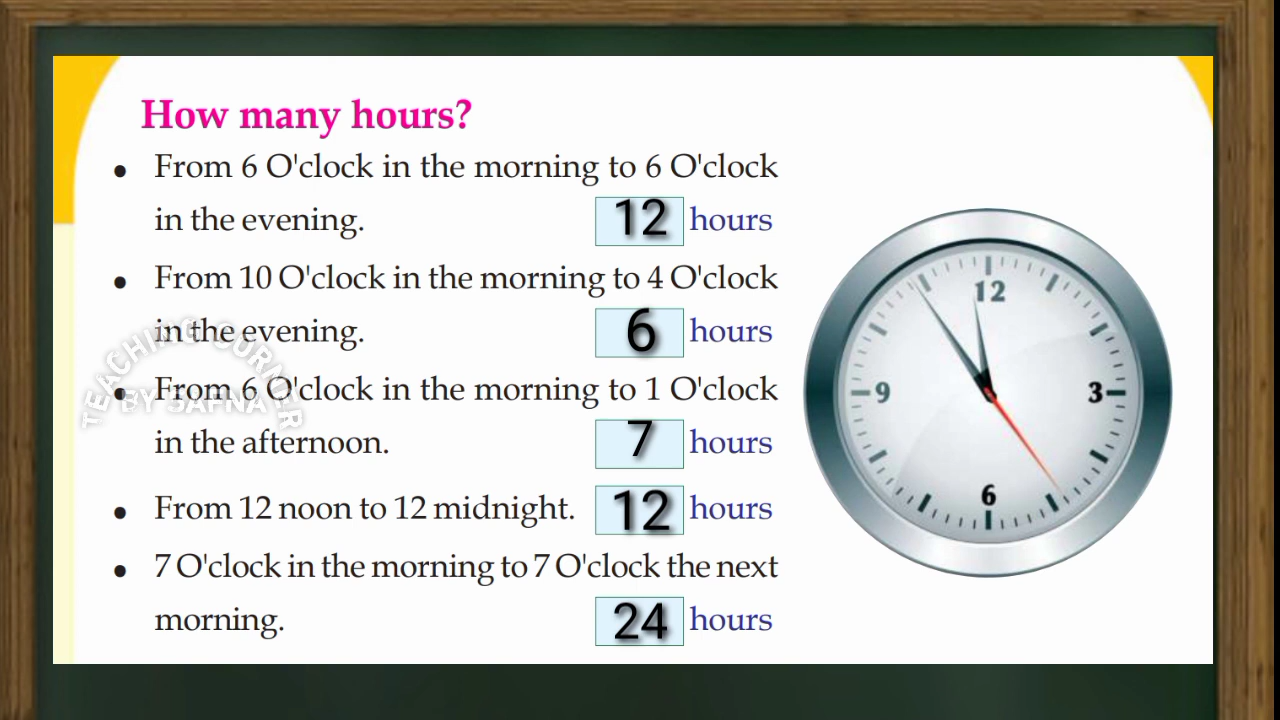 How many hours?
• From 6 O'clock in the morning to 6 O'clock
in the evening. 12 hours
• From 10 O'clock in the morning to 4 O'clock
in the evening. 6 hours
• From 6 O'clock in the morning to 1 O'clock
in the afternoon. 7 hours
• From 12 noon to 12 midnight. 12 hours
• 7 O'clock in the morning to 7 O'clock the next
morning. 24 hours
12
9
3
6
TEACHING
BY